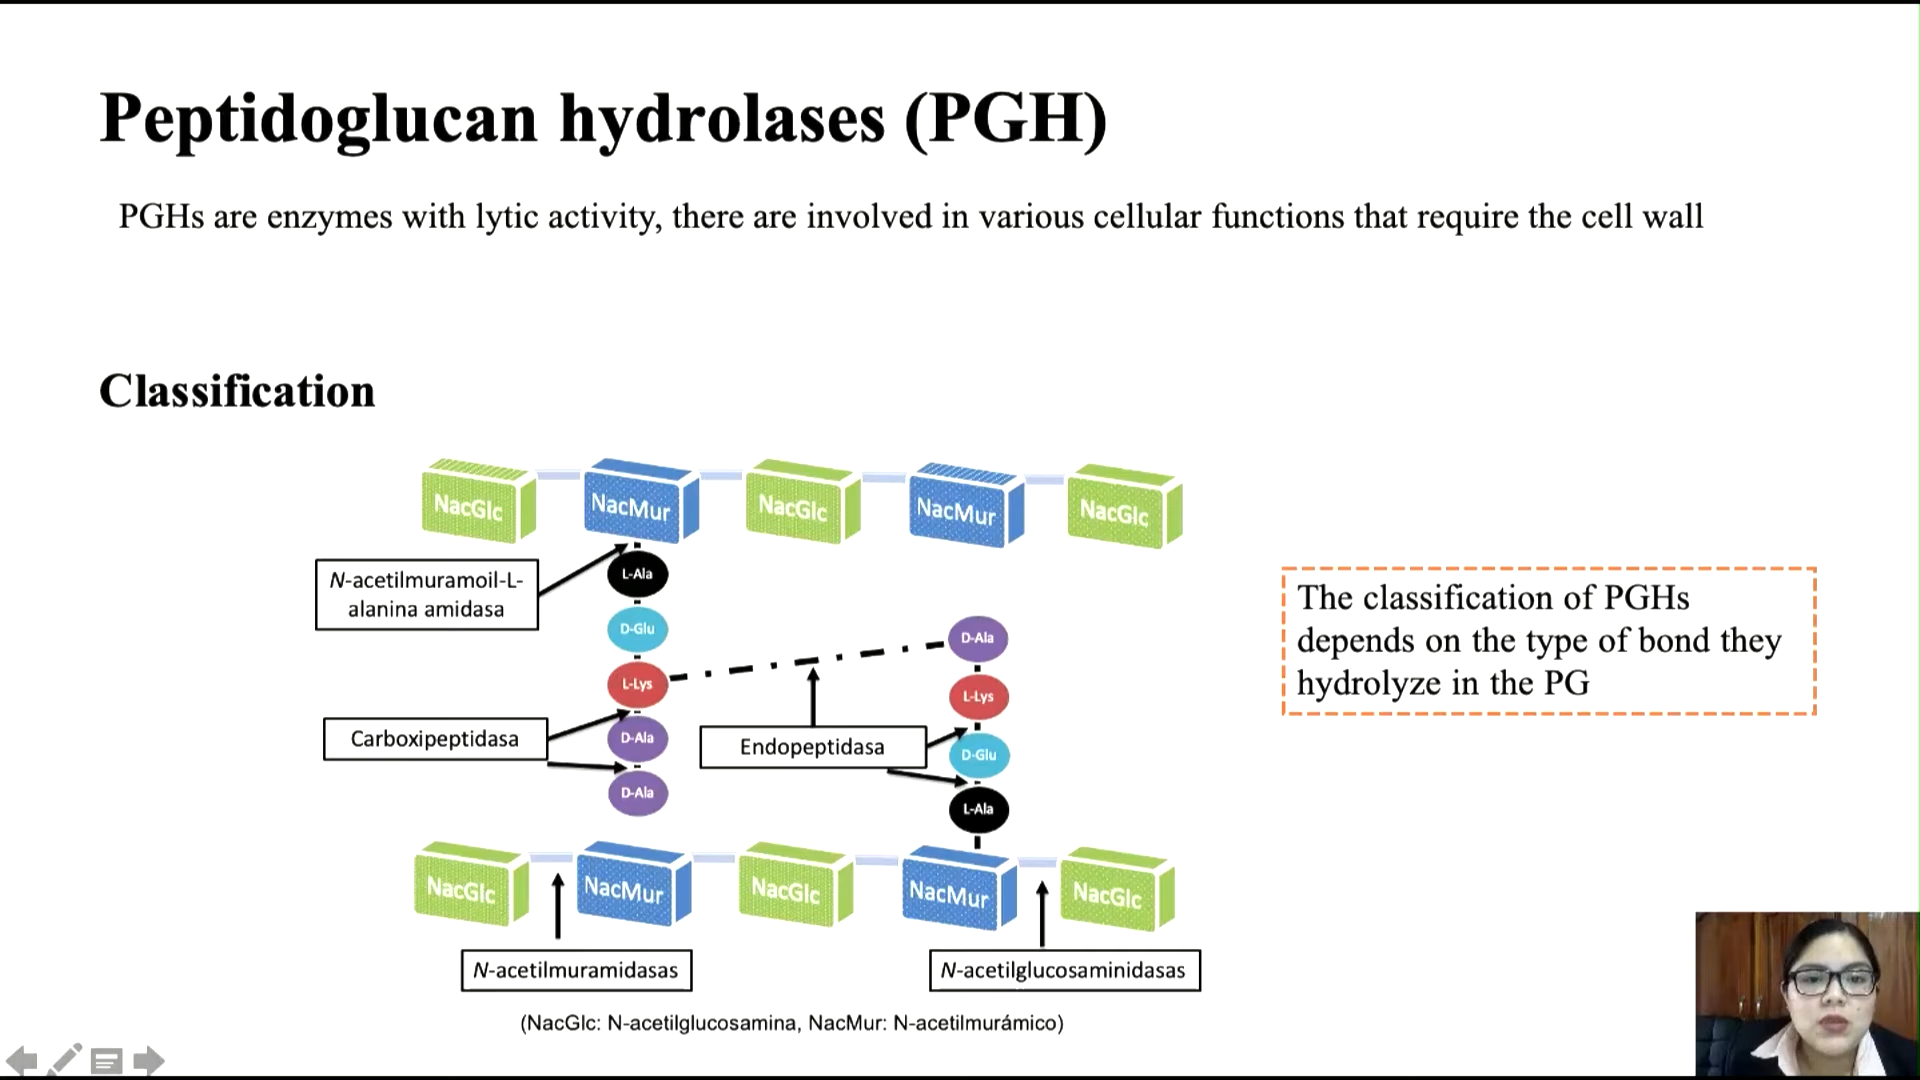 Peptidoglucan hydrolases (PGH)
PGHs are enzymes with lytic activity, there are involved in various cellular functions that require the cell wall
Classification
NacGlc NacMur NacGlc NacMur NacGlc
N-acetilmuramoil-L-
alanina amidasa
L-Ala
D-Glu
L-Lys
D-Ala
D-Ala
Carboxipeptidasa
Endopeptidasa
D-Ala
L-Lys
D-Glu
L-Ala
The classification of PGHs
depends on the type of bond they
hydrolyze in the PG
NacGlc NacMur NacGlc NacMur NacGlc
N-acetilmuramidasas
N-acetilglucosaminidasas
(NacGlc: N-acetilglucosamina, NacMur: N-acetilmurámico)